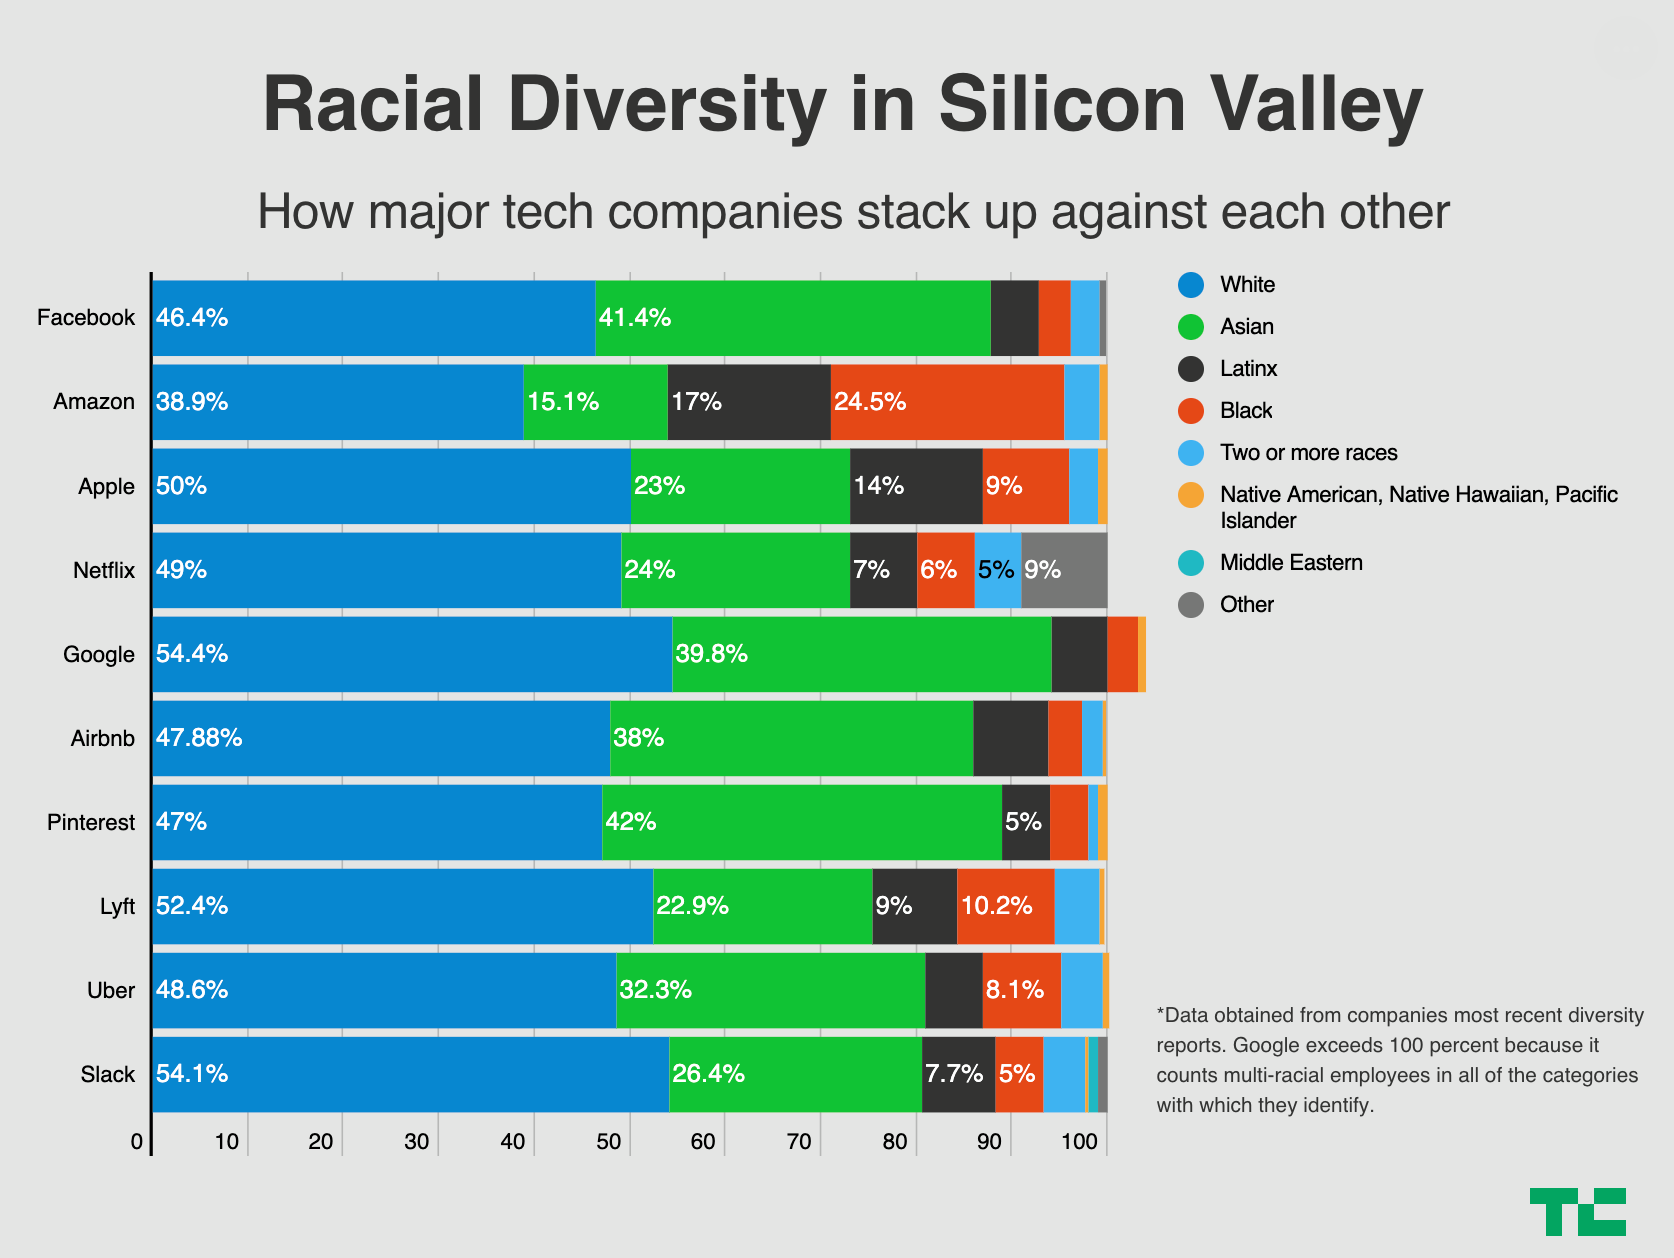 Racial Diversity in Silicon Valley
How major tech companies stack up against each other
Facebook 46.4% 41.4%
Amazon 38.9% 15.1% 17% 24.5%
Apple 50% 23% 14% 9%
Netflix 49% 24% 7% 6% 5% 9%
Google 54.4% 39.8%
Airbnb 47.88% 38%
Pinterest 47% 42% 5%
Lyft 52.4% 22.9% 9% 10.2%
Uber 48.6% 32.3% 8.1%
Slack 54.1% 26.4% 7.7% 5%
0 10 20 30 40 50 60 70 80 90 100
White
Asian
Latinx
Black
Two or more races
Native American, Native Hawaiian, Pacific
Islander
Middle Eastern
Other
*Data obtained from companies most recent diversity
reports. Google exceeds 100 percent because it
counts multi-racial employees in all of the categories
with which they identify.
TC